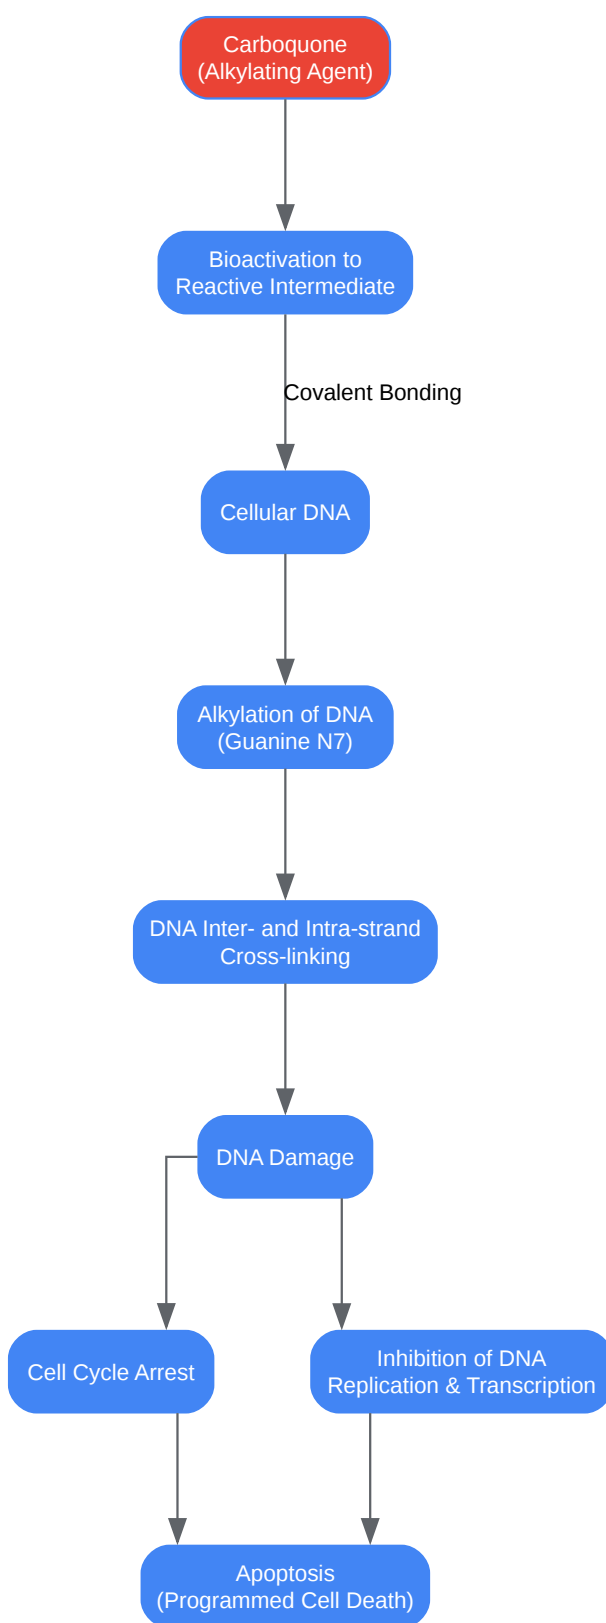 Carboquone
(Alkylating Agent)
Bioactivation to
Reactive Intermediate
Covalent Bonding
Cellular DNA
Alkylation of DNA
(Guanine N7)
DNA Inter- and Intra-strand
Cross-linking
DNA Damage
Cell Cycle Arrest
Inhibition of DNA
Replication & Transcription
Apoptosis
(Programmed Cell Death)